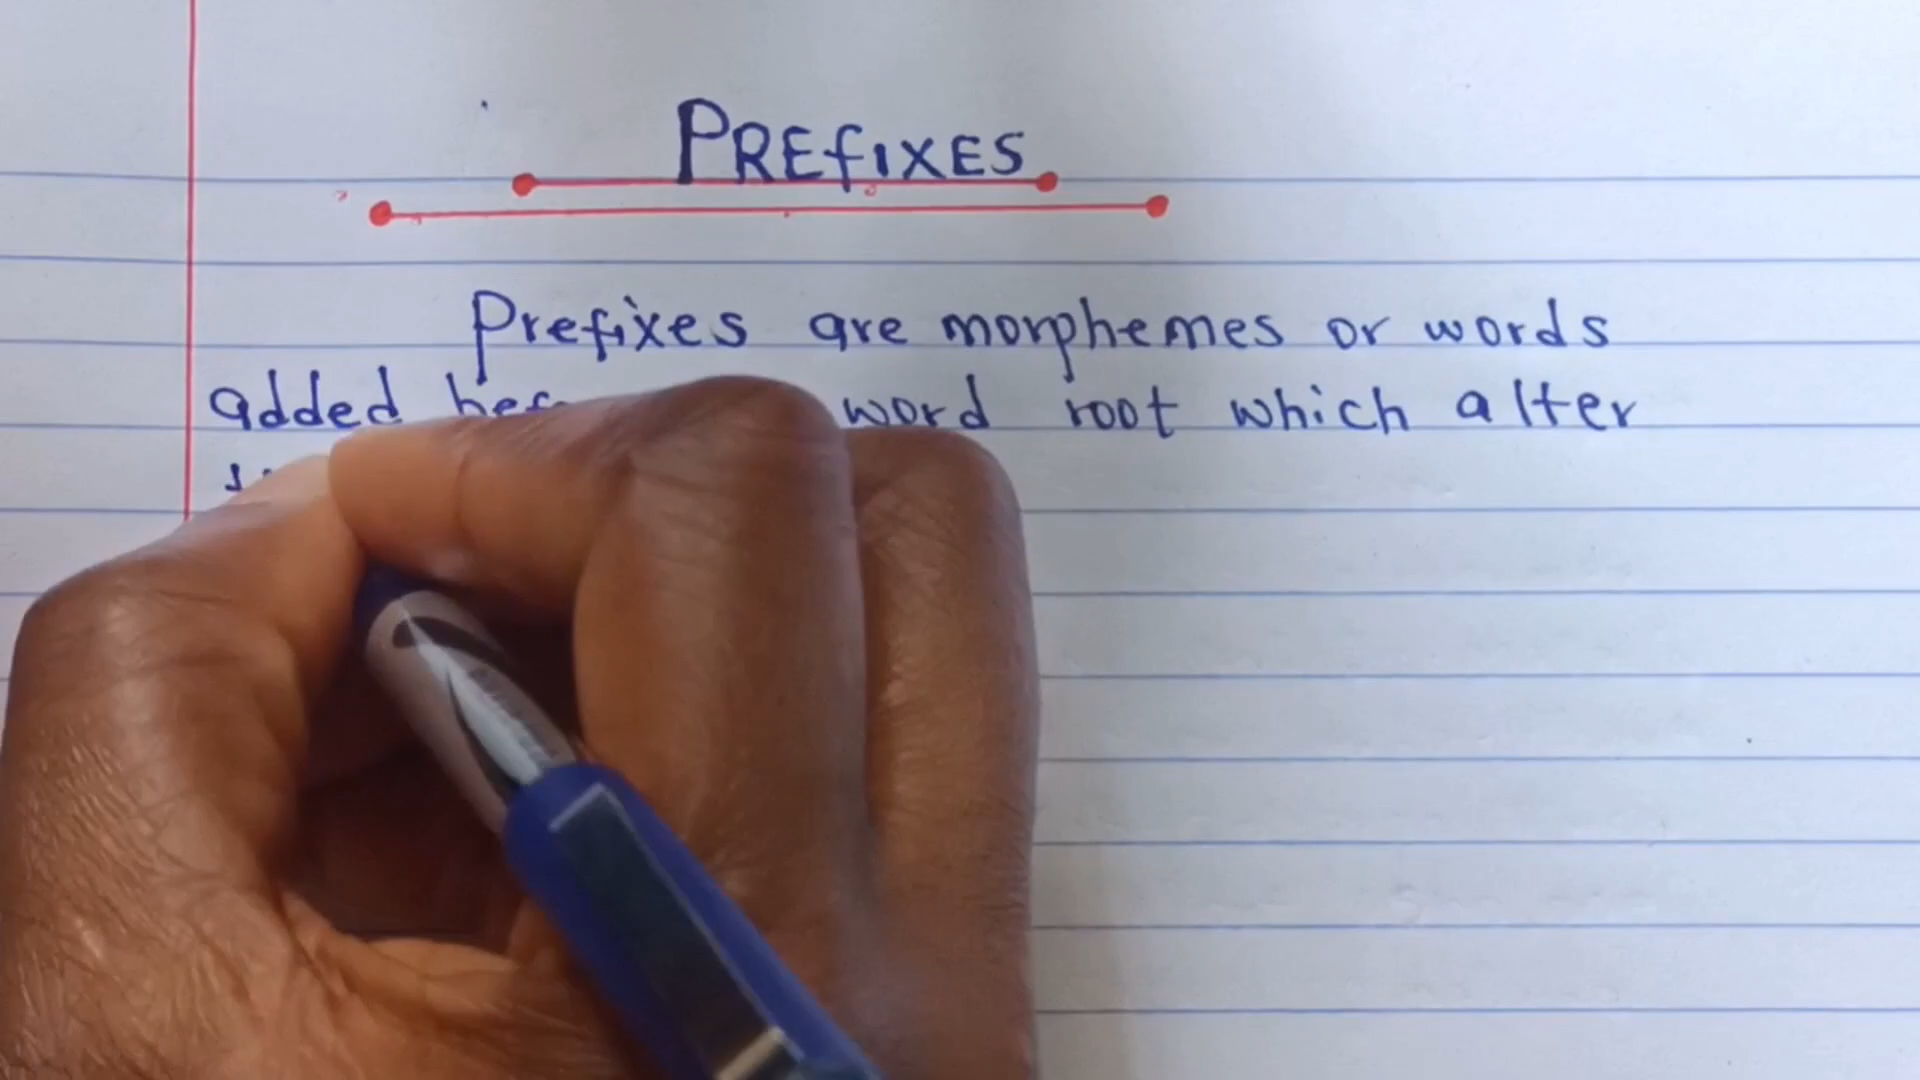 PREFIXES
Prefixes are morphemes or words
added word root which alter